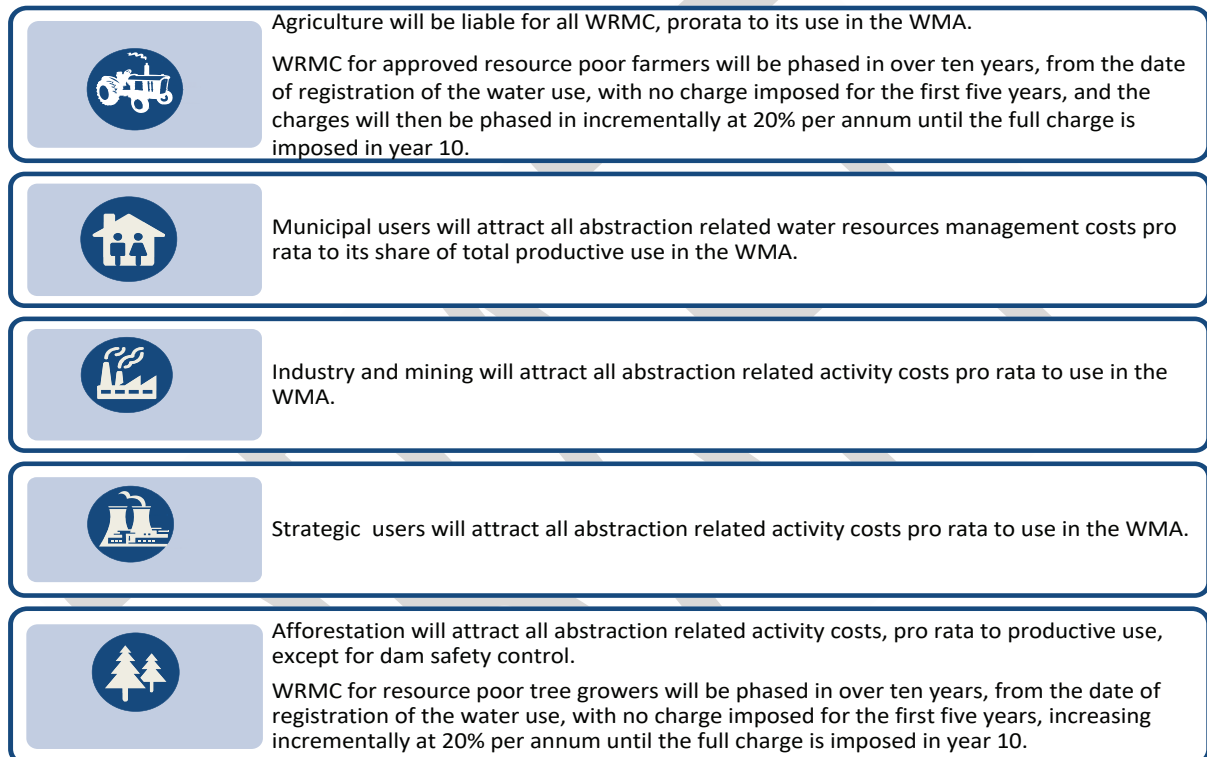 Agriculture will be liable for all WRMC, prorata to its use in the WMA.
WRMC for approved resource poor farmers will be phased in over ten years, from the date
of registration of the water use, with no charge imposed for the first five years, and the
charges will then be phased in incrementally at 20% per annum until the full charge is
imposed in year 10.
Municipal users will attract all abstraction related water resources management costs pro
rata to its share of total productive use in the WMA.
Industry and mining will attract all abstraction related activity costs pro rata to use in the
WMA.
Strategic users will attract all abstraction related activity costs pro rata to use in the WMA.
Afforestation will attract all abstraction related activity costs, pro rata to productive use,
except for dam safety control.
WRMC for resource poor tree growers will be phased in over ten years, from the date of
registration of the water use, with no charge imposed for the first five years, increasing
incrementally at 20% per annum until the full charge is imposed in year 10.